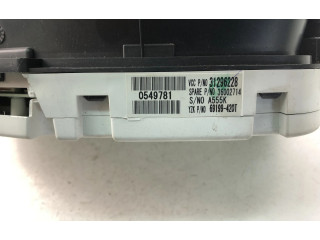 VCC P/NO 31296228
SPARE P/NO 36002714
0549781
S/NO A555K
YZK P/NO 69199-420T